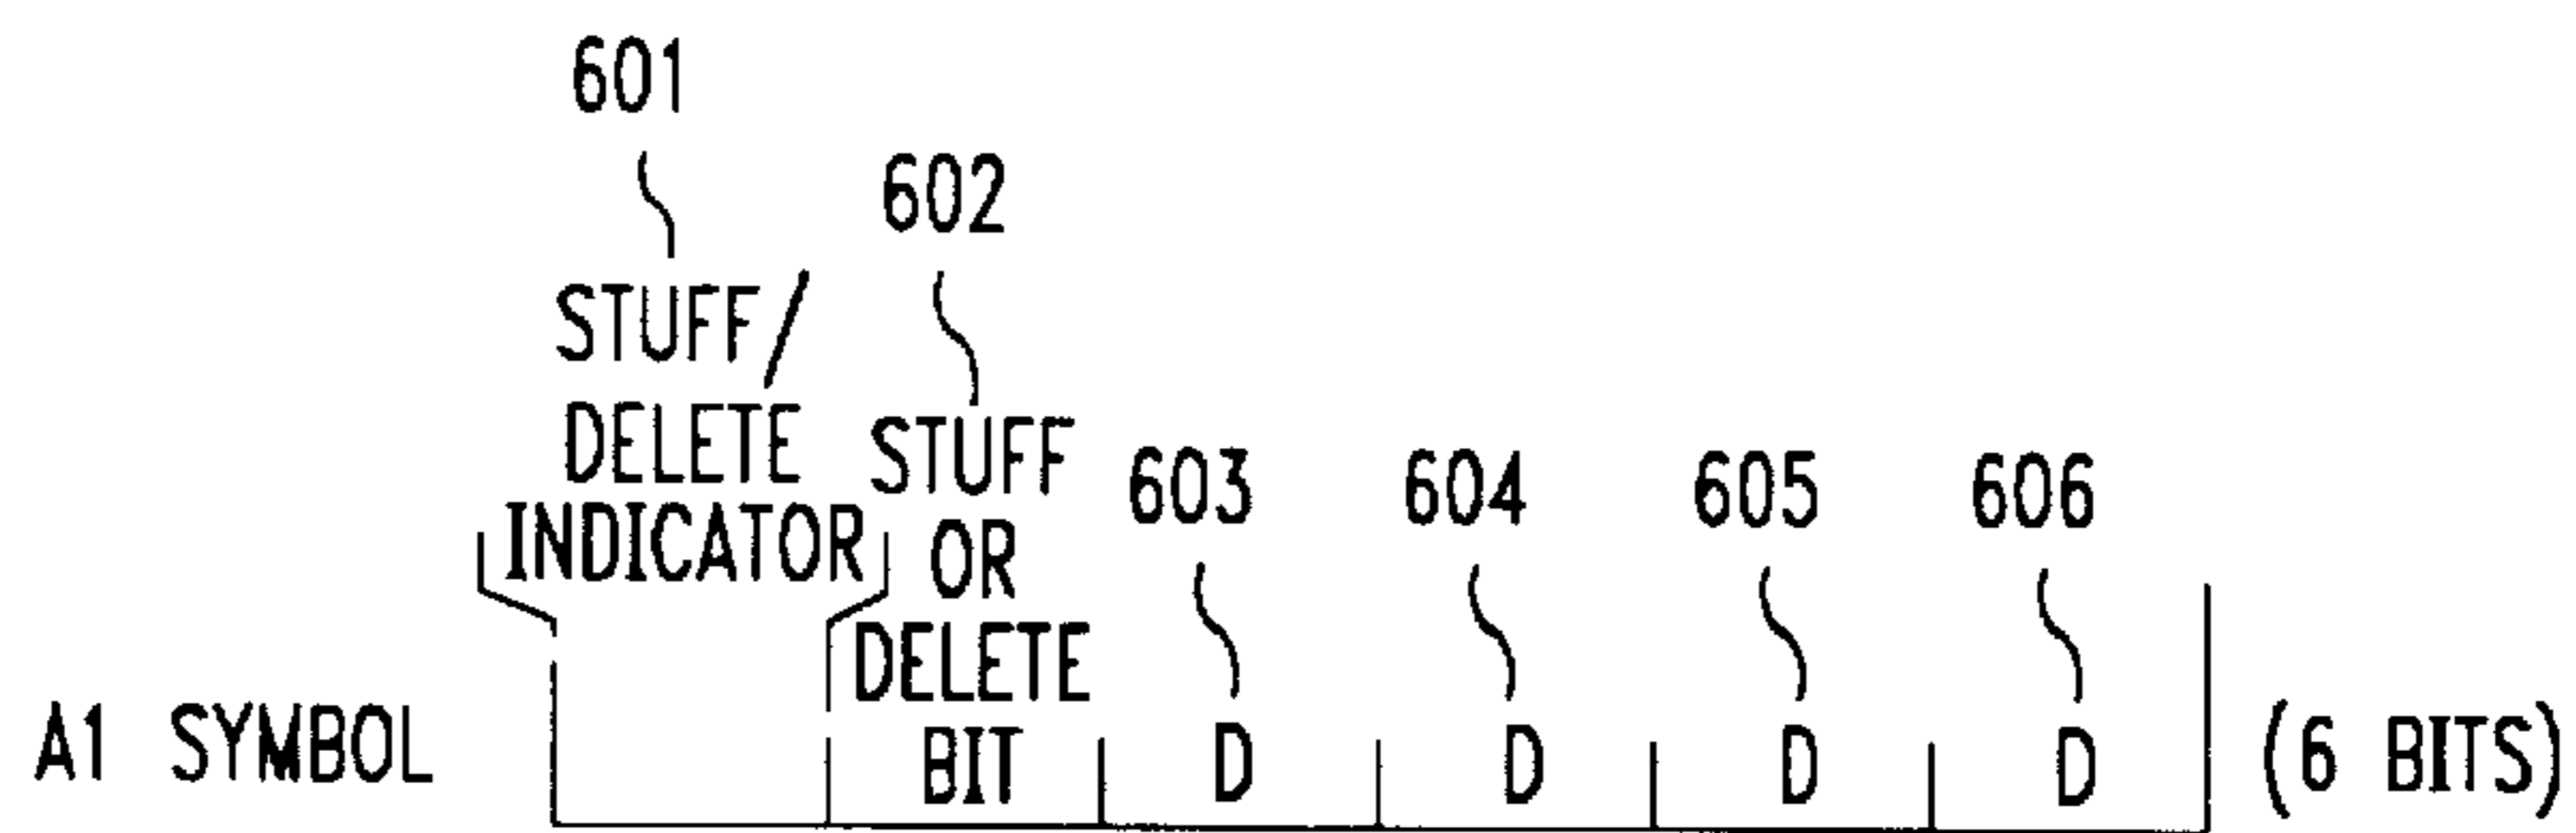 601
602
STUFF/
DELETE
INDICATOR
STUFF
OR
DELETE
BIT
603 604 605 606
A1 SYMBOL D D D D (6 BITS)